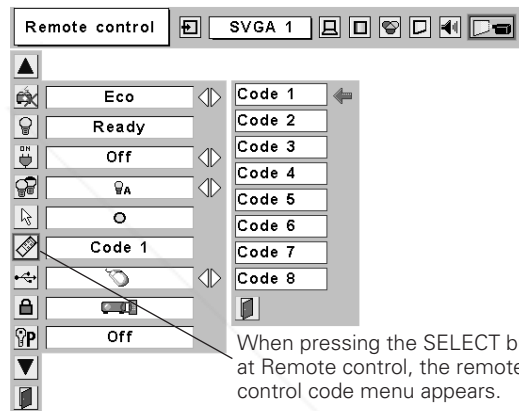 Remote control
SVGA 1
Eco
Ready
ON
Off
A
Code 1
P
Off
Code 1
Code 2
Code 3
Code 4
Code 5
Code 6
Code 7
Code 8
When pressing the SELECT b
at Remote control, the remote
control code menu appears.